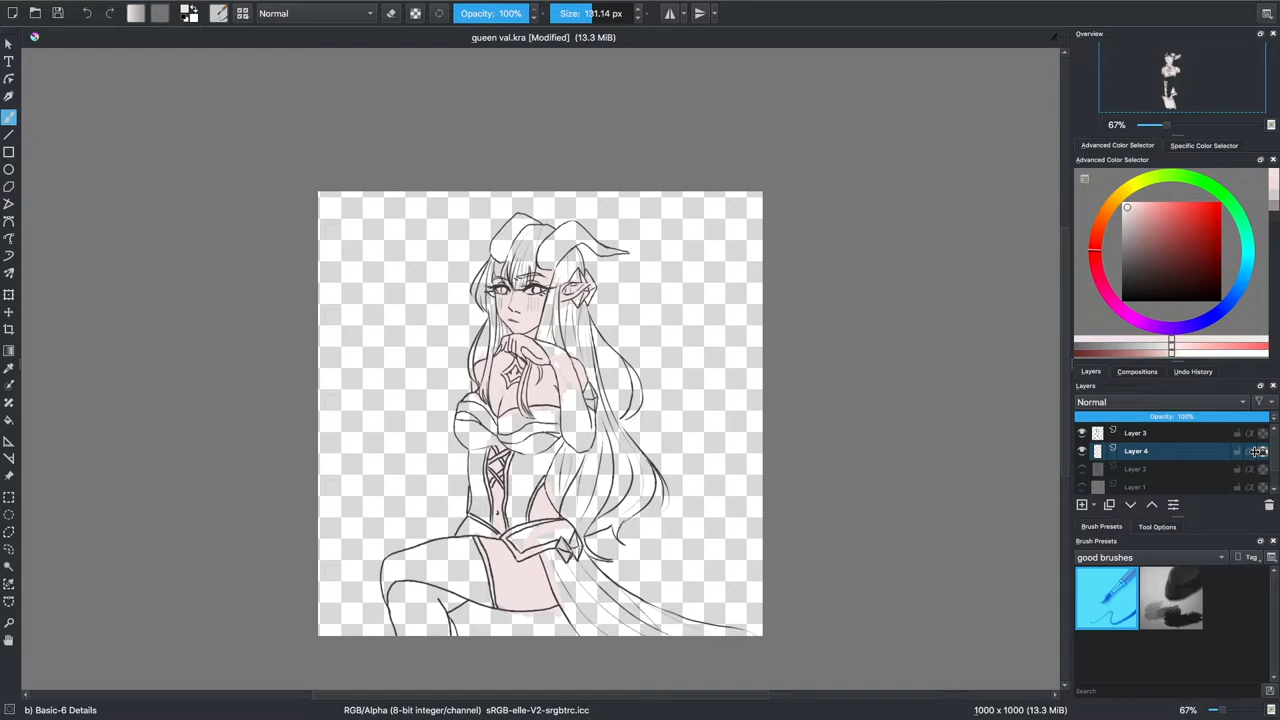 Normal
Opacity: 100%
Size: 131.14 px
queen val.kra [Modified] (13.3 MiB)
Overview
67%
Advanced Color Selector
Specific Color Selector
Advanced Color Selector
Layers
Compositions
Undo History
Layers
Normal
Opacity: 100%
Layer 3
Layer 4
Layer 2
Layer 1
Brush Presets
Tool Options
Brush Presets
good brushes
Tag
Search
b) Basic-6 Details
RGB/Alpha (8-bit integer/channel) sRGB-elle-V2-srgbtrc.icc
1000 x 1000 (13.3 MiB)
67%